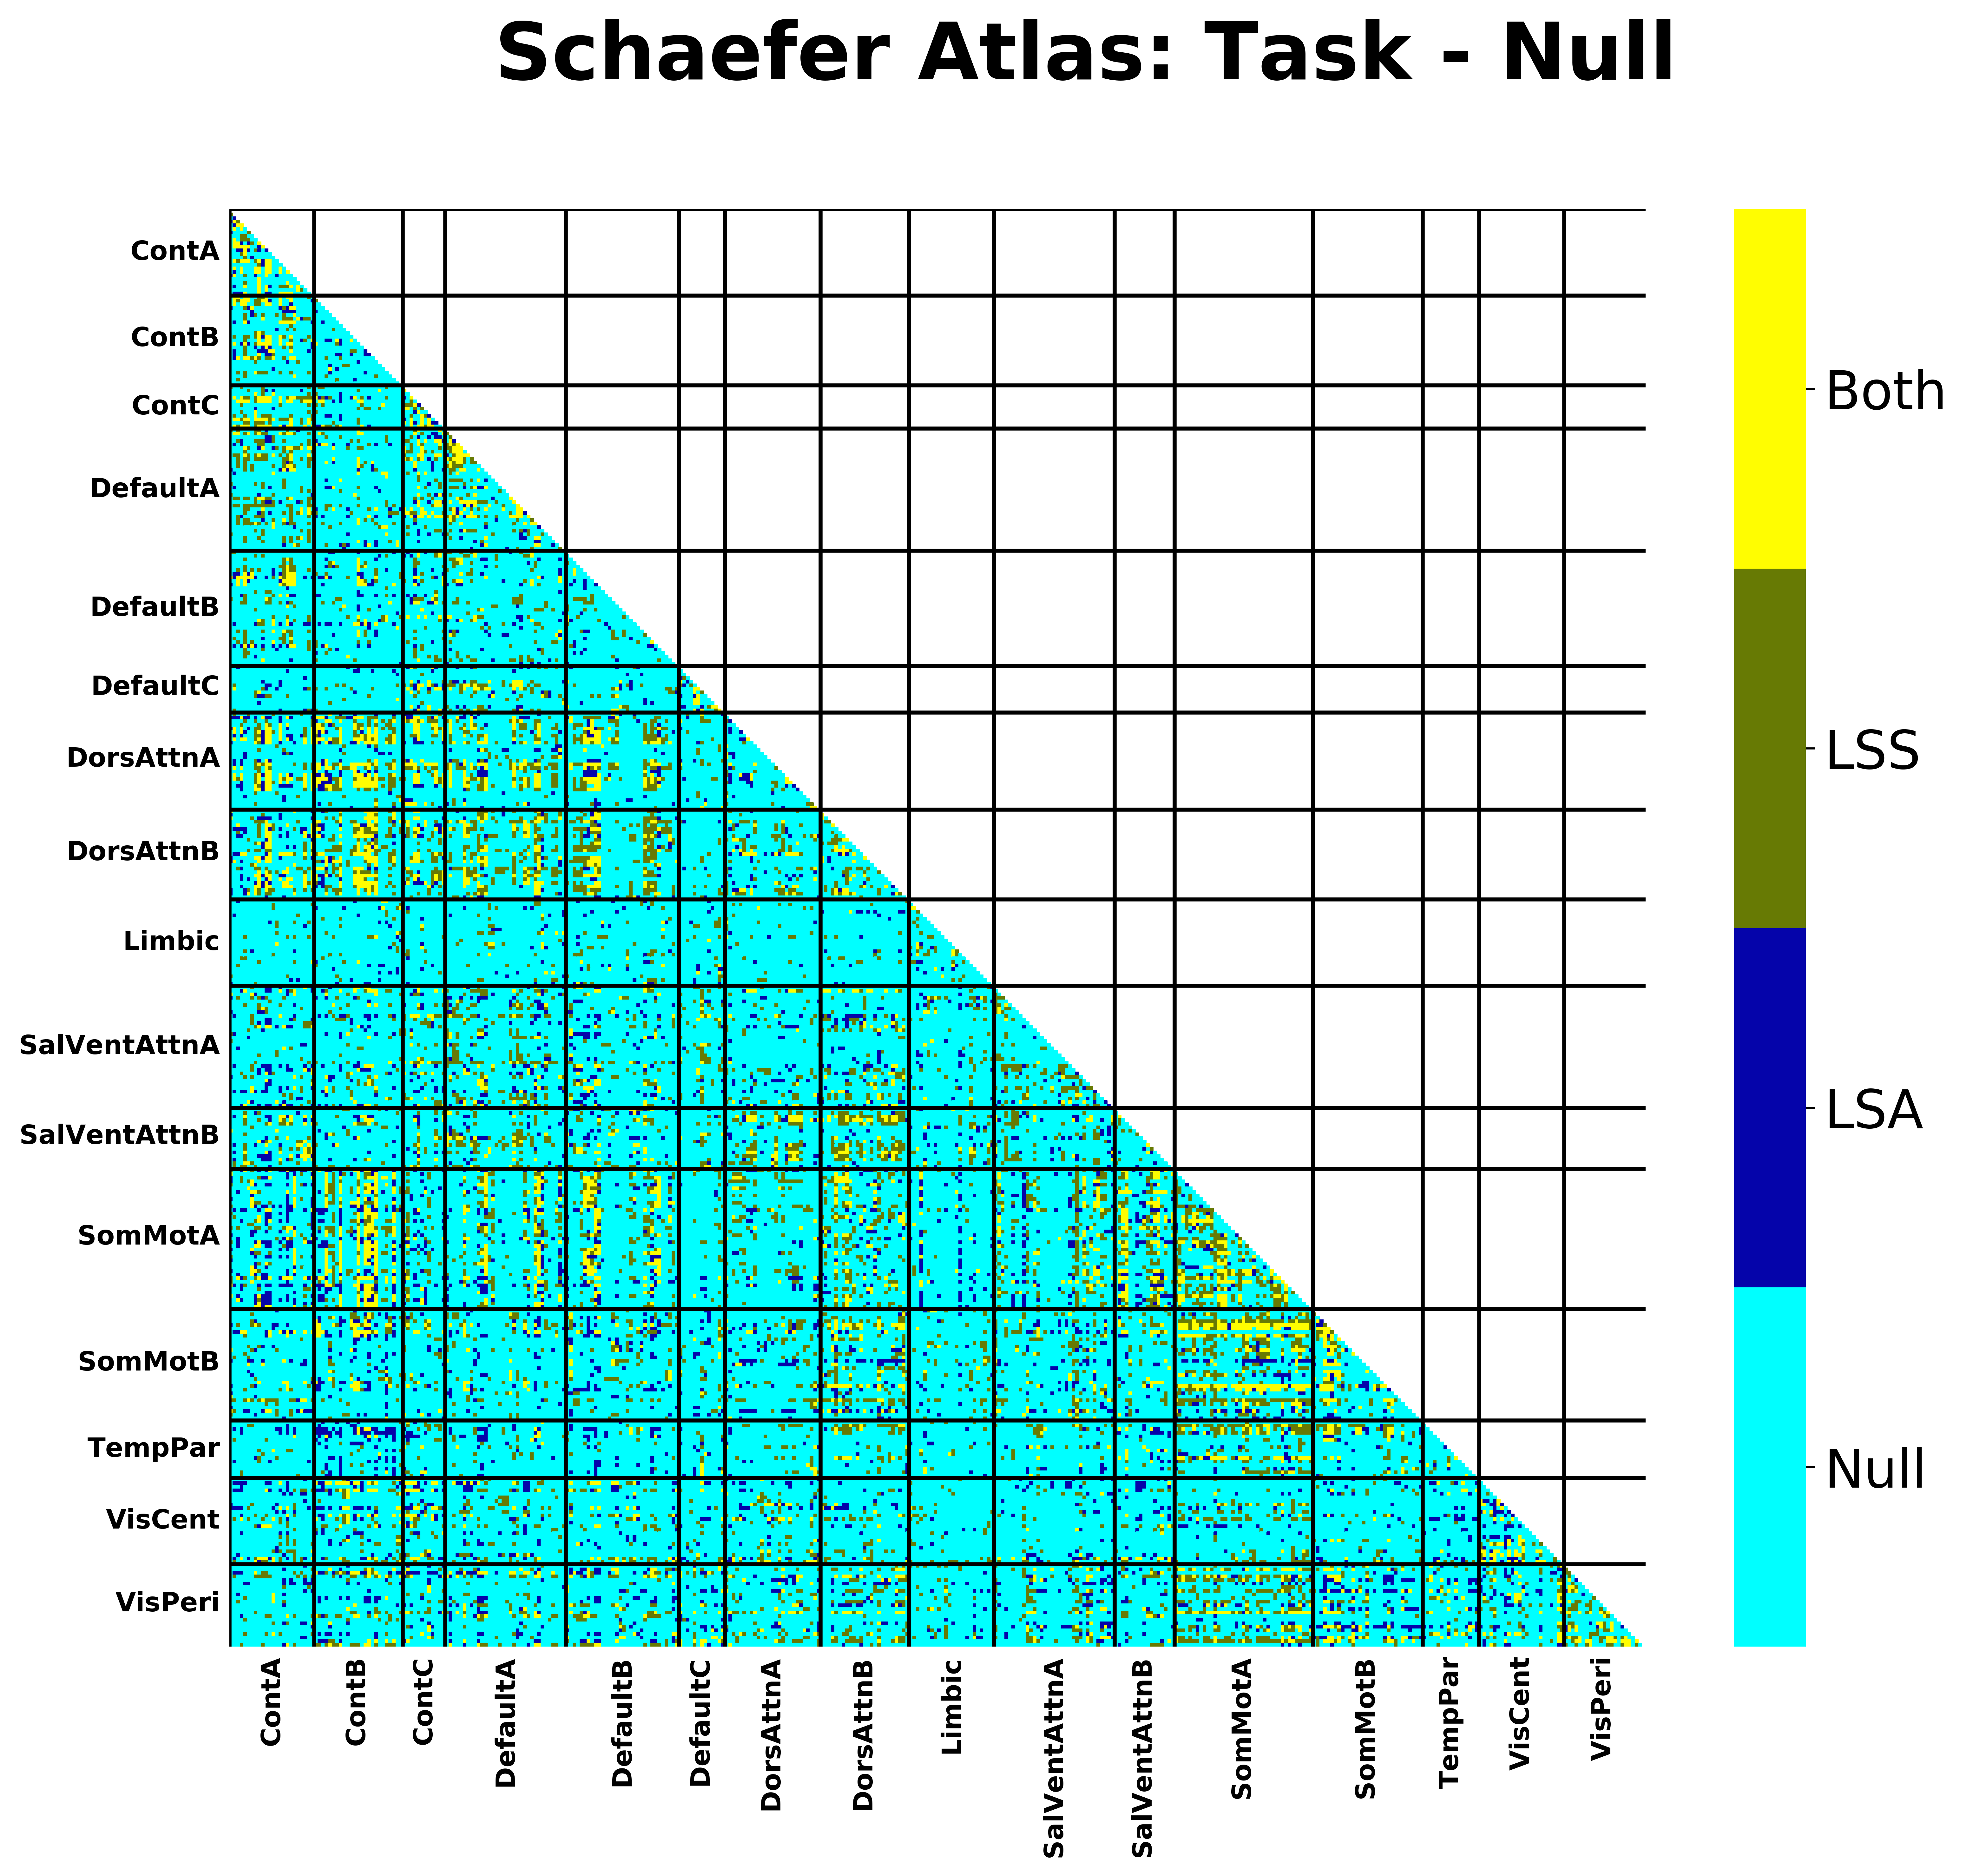 Schaefer Atlas: Task - Null
ContA
ContB
ContC
DefaultA
DefaultB
DefaultC
DorsAttnA
DorsAttnB
Limbic
SalVentAttnA
SalVentAttnB
SomMotA
SomMotB
TempPar
VisCent
VisPeri
ContA
ContB
ContC
DefaultA
DefaultB
DefaultC
DorsAttnA
DorsAttnB
Limbic
SalVentAttnA
SalVentAttnB
SomMotA
SomMotB
TempPar
VisCent
VisPeri
Both
LSS
LSA
Null